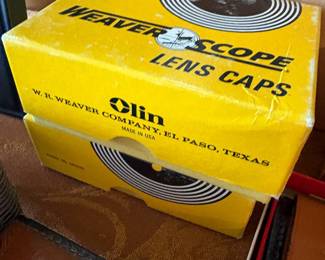 WEAVER SCOPE
LENS CAPS
Olin
W. R. WEAVER COMPANY, EL PASO, TEXAS
MADE IN USA